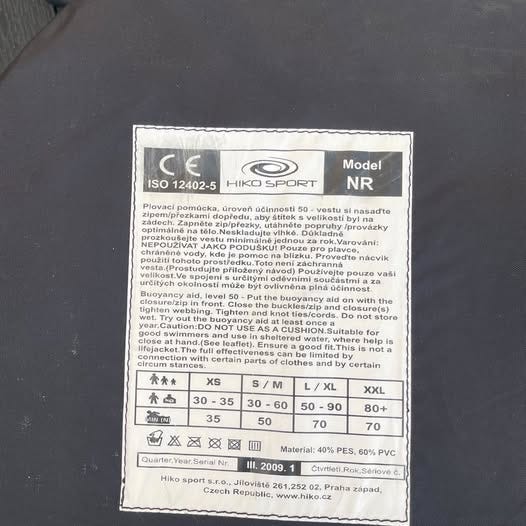 CE
ISO 12402-5
HIKO SPORT
Model
NR
Plovací pomůcka, úroveň účinnosti 50 - vestu si nasaďte
zipem/přezkami dopředu, aby štítek s velikostí byl na
zádech. Zapněte zip/přezky, utáhněte popruhy /provázky
optimálně na tělo.Neskladujte vlhké. Důkladně
prozkoušejte vestu minimálně jednou za rok.Varování:
NEPOUŽÍVAT JAKO PODUŠKU! Pouze pro plavce,
chráněné vody, kde je pomoc na blízku. Proveďte nácvik
použití tohoto prostředku.Toto není záchranná
vesta.(Prostudujte přiložený návod) Používejte pouze vaši
velikost.Ve spojení s určitými oděvními součástmi a za
určitých okolností může být ovlivněna plná účinnost.
Buoyancy aid, level 50 - Put the buoyancy aid on with the
closure/zip in front. Close the buckles/zip and closure(s)
tighten webbing. Tighten and knot ties/cords. Do not store
wet. Try out the buoyancy aid at least once a
year.Caution:DO NOT USE AS A CUSHION.Suitable for
good swimmers and use in sheltered water, where help is
close at hand.(See leaflet). Ensure a good fit.This is not a
lifejacket.The full effectivness can be limited by
connection with certain parts of clothes and by certain
circum stances.
XS S / M L / XL XXL
30 - 35 30 - 60 50 - 90 80+
35 50 70 70
Material: 40% PES, 60% PVC
Quarter,Year,Serial Nr. III. 2009. 1 Čtvrtletí,Rok,Sériové č.
Hiko sport s.r.o., Jíloviště 261,252 02, Praha západ,
Czech Republic, www.hiko.cz